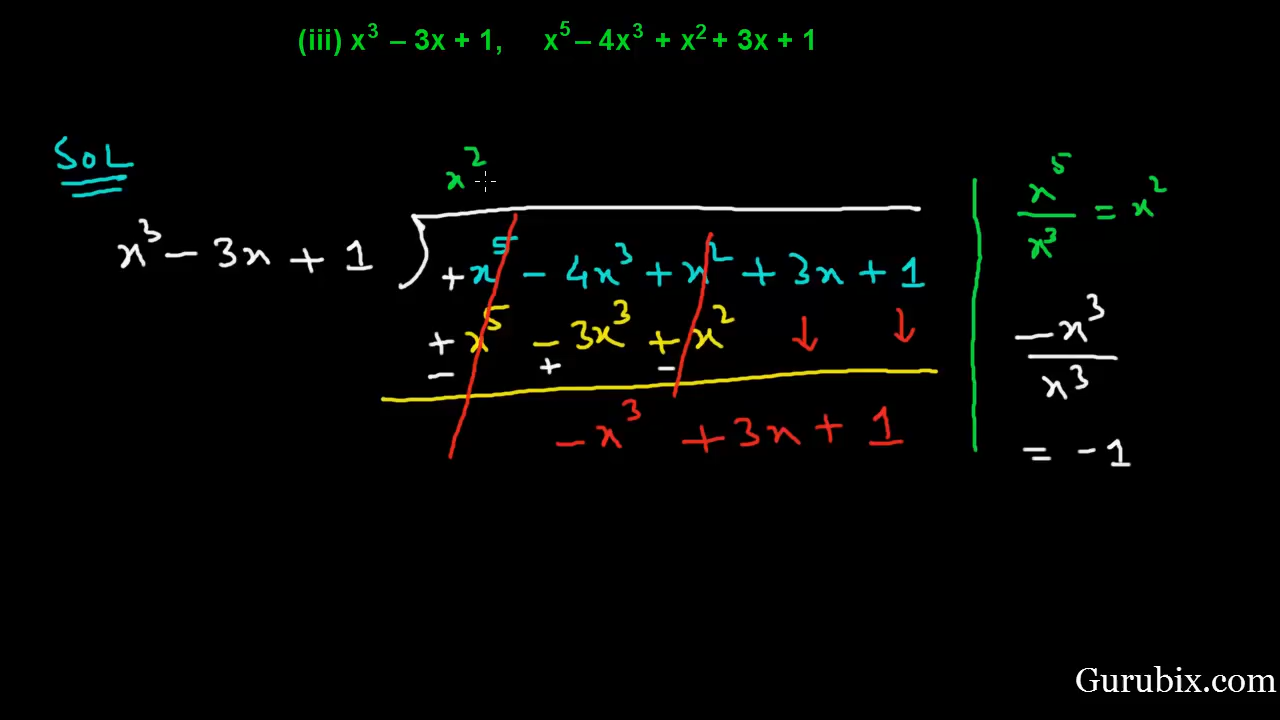 (iii) x³ – 3x + 1, x⁵ – 4x³ + x² + 3x + 1
SOL
x²
x³ − 3x + 1 ) + x⁵ − 4x³ + x² + 3x + 1
+ x⁵ − 3x³ + x² ↓ ↓
− + −
− x³ + 3x + 1
x⁵/x³ = x²
−x³/x³
= −1
Gurubix.com